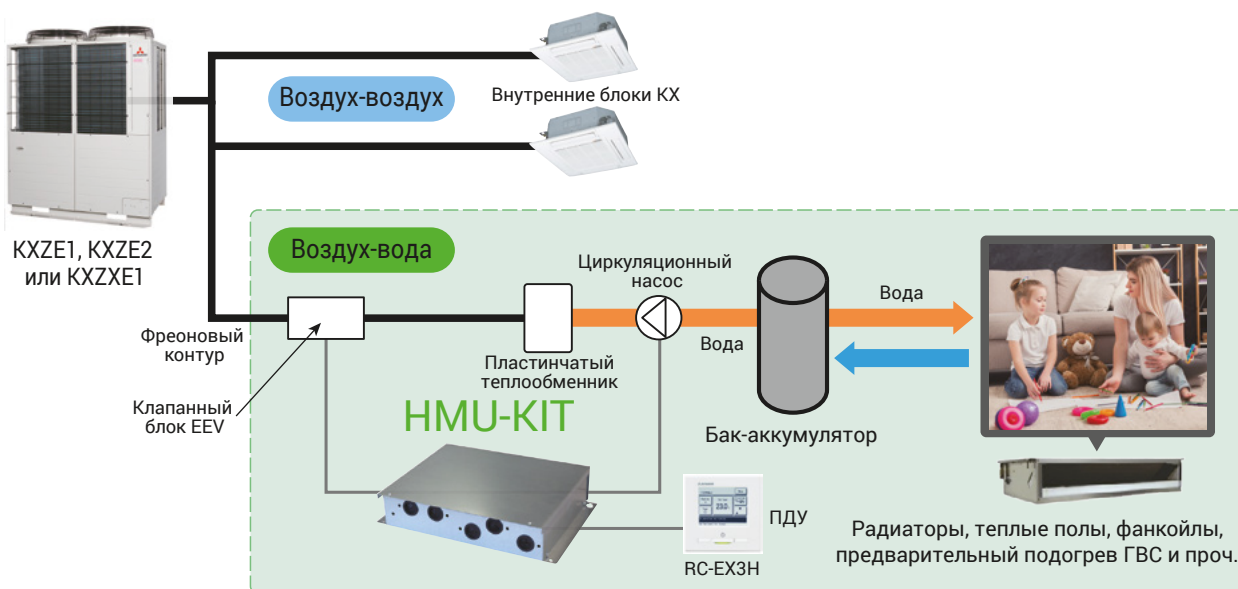 Воздух-воздух
Внутренние блоки KX
KXZE1, KXZE2
или KXZXE1
Воздух-вода
Циркуляционный
насос
Вода
Вода
Фреоновый
контур
Пластинчатый
теплообменник
Клапанный
блок EEV
HMU-KIT
Бак-аккумулятор
ПДУ
RC-EX3H
Радиаторы, теплые полы, фанкойлы,
предварительный подогрев ГВС и проч.